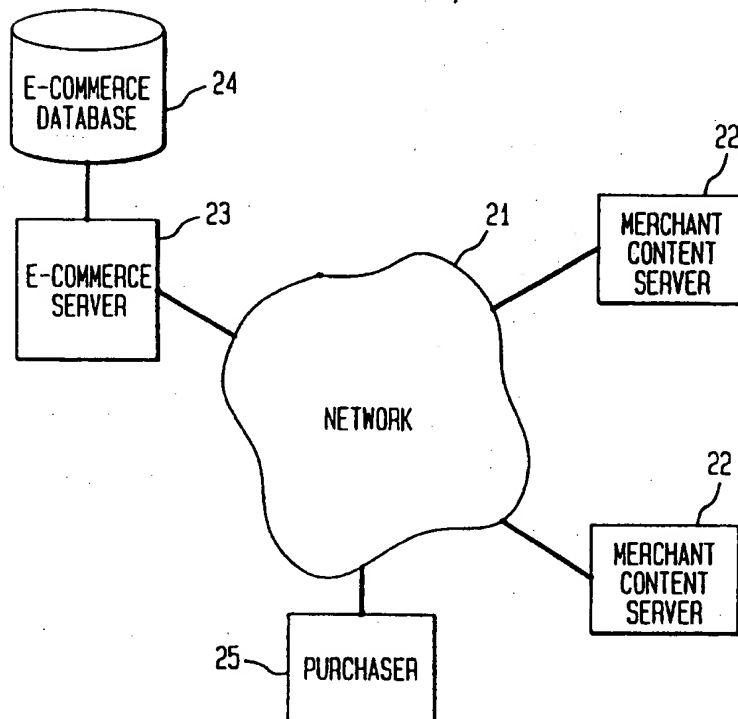 E-COMMERCE
DATABASE
24
23
E-COMMERCE
SERVER
21
NETWORK
22
MERCHANT
CONTENT
SERVER
22
MERCHANT
CONTENT
SERVER
25
PURCHASER